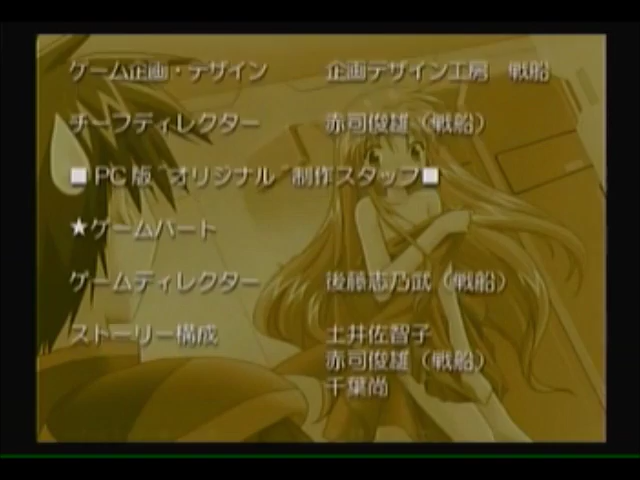 ゲーム企画・デザイン　企画デザイン工房　戦船
チーフディレクター　赤司俊雄（戦船）
■PC版“オリジナル”制作スタッフ■
★ゲームパート
ゲームディレクター　後藤志乃武（戦船）
ストーリー構成　土井佐智子
赤司俊雄（戦船）
千葉尚